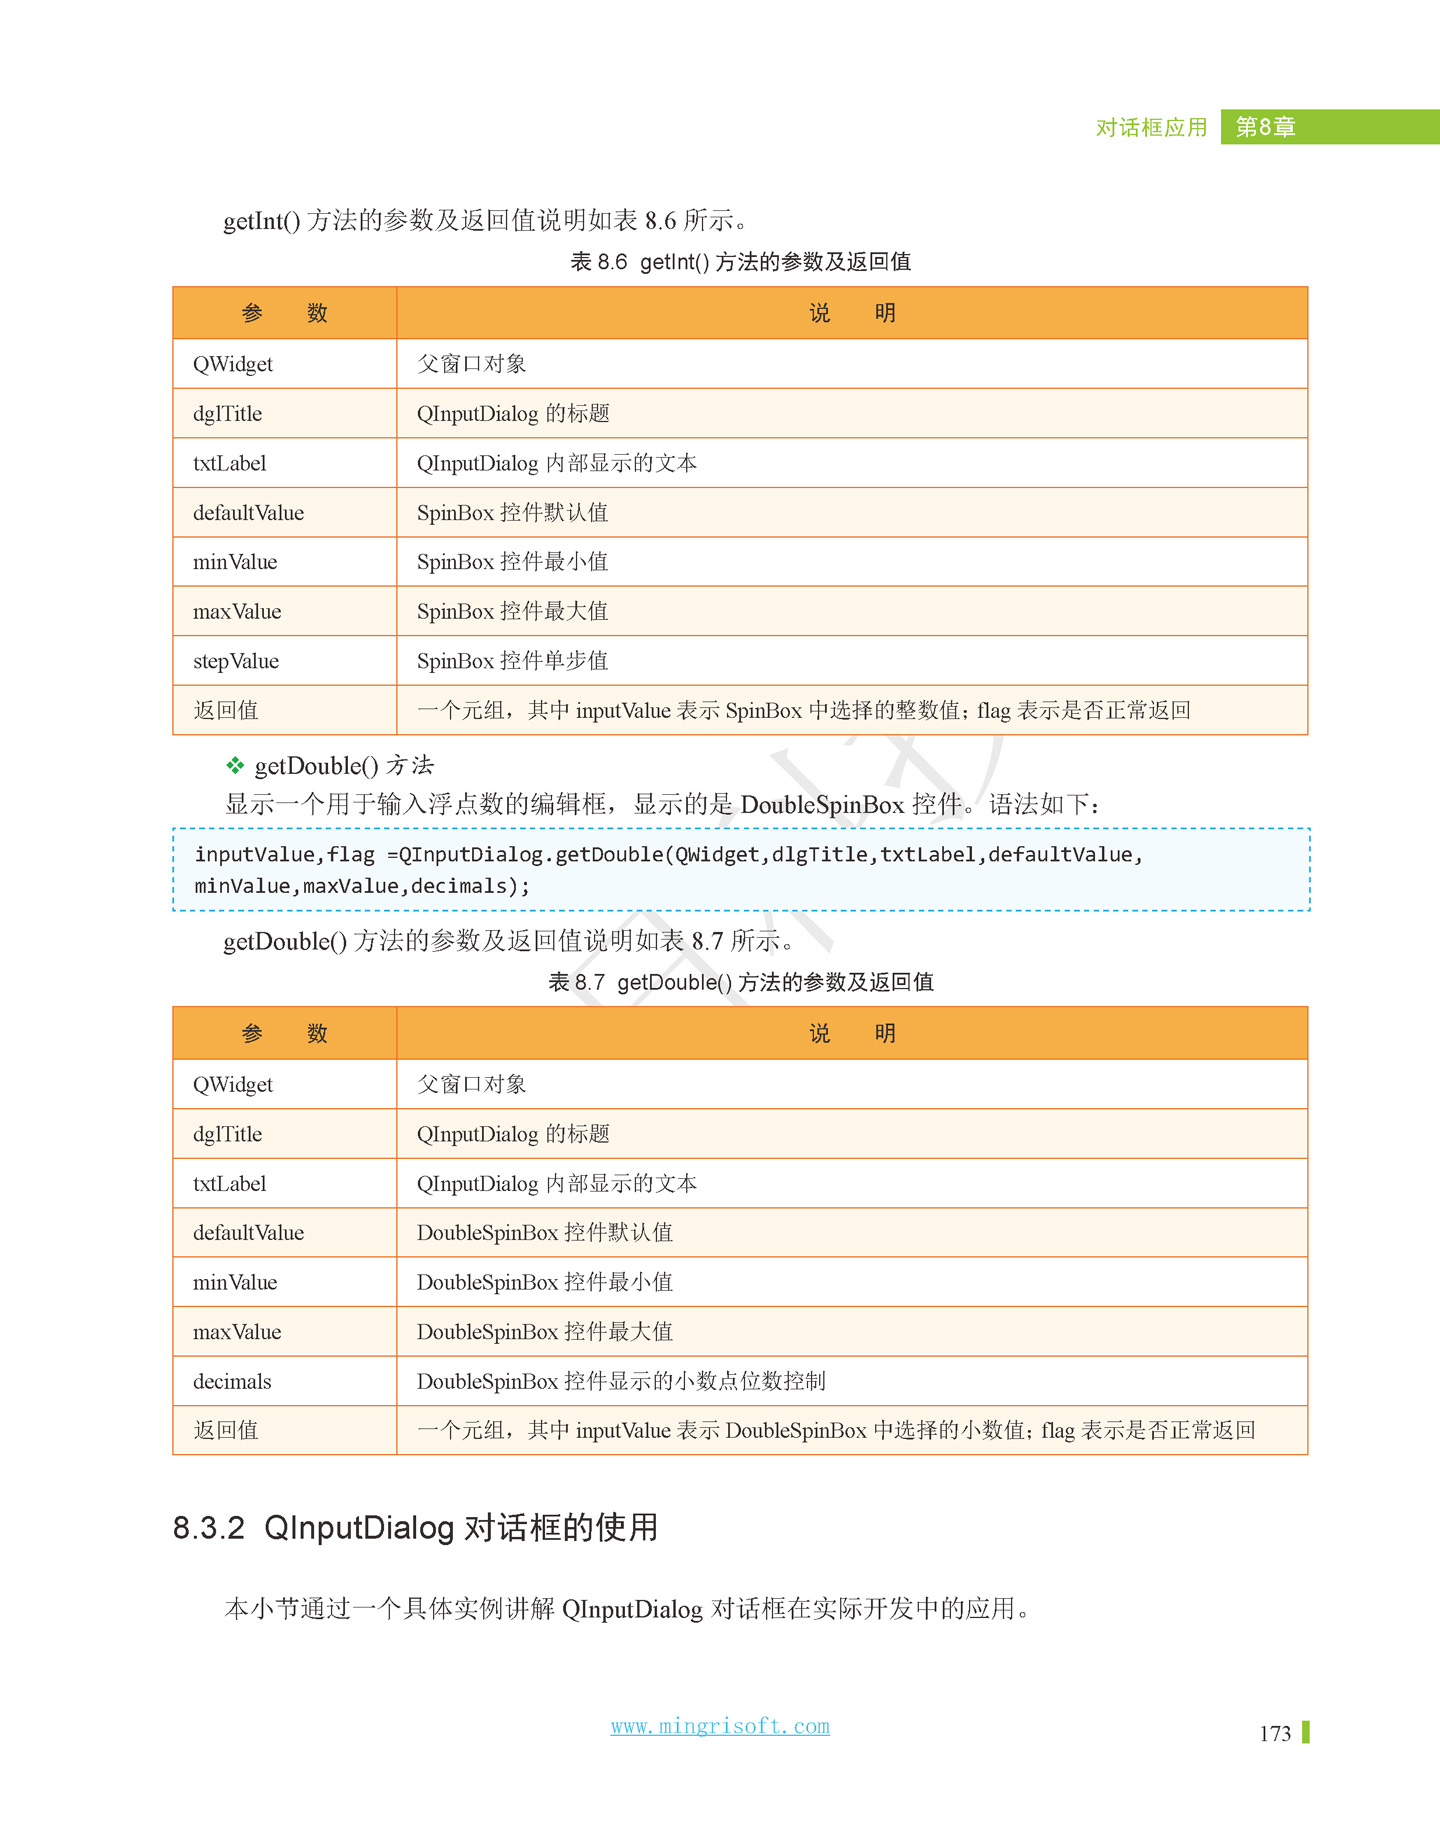 对话框应用 第8章
getInt() 方法的参数及返回值说明如表 8.6 所示。
表 8.6 getInt() 方法的参数及返回值
参 数 说 明
QWidget 父窗口对象
dglTitle QInputDialog 的标题
txtLabel QInputDialog 内部显示的文本
defaultValue SpinBox 控件默认值
minValue SpinBox 控件最小值
maxValue SpinBox 控件最大值
stepValue SpinBox 控件单步值
返回值 一个元组，其中 inputValue 表示 SpinBox 中选择的整数值；flag 表示是否正常返回
❖ getDouble() 方法
显示一个用于输入浮点数的编辑框，显示的是 DoubleSpinBox 控件。语法如下：
inputValue,flag =QInputDialog.getDouble(QWidget,dlgTitle,txtLabel,defaultValue,
minValue,maxValue,decimals);
getDouble() 方法的参数及返回值说明如表 8.7 所示。
表 8.7 getDouble() 方法的参数及返回值
参 数 说 明
QWidget 父窗口对象
dglTitle QInputDialog 的标题
txtLabel QInputDialog 内部显示的文本
defaultValue DoubleSpinBox 控件默认值
minValue DoubleSpinBox 控件最小值
maxValue DoubleSpinBox 控件最大值
decimals DoubleSpinBox 控件显示的小数点位数控制
返回值 一个元组，其中 inputValue 表示 DoubleSpinBox 中选择的小数值；flag 表示是否正常返回
8.3.2 QInputDialog 对话框的使用
本小节通过一个具体实例讲解 QInputDialog 对话框在实际开发中的应用。
www.mingrisoft.com
173